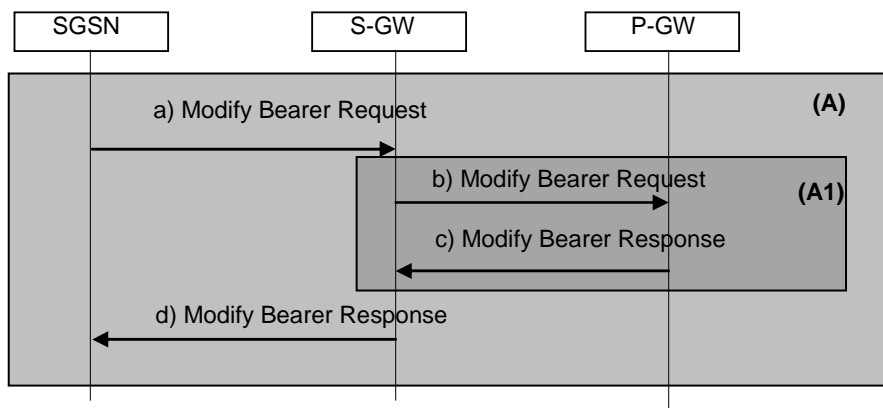 SGSN
S-GW
P-GW
(A)
a) Modify Bearer Request
b) Modify Bearer Request
(A1)
c) Modify Bearer Response
d) Modify Bearer Response